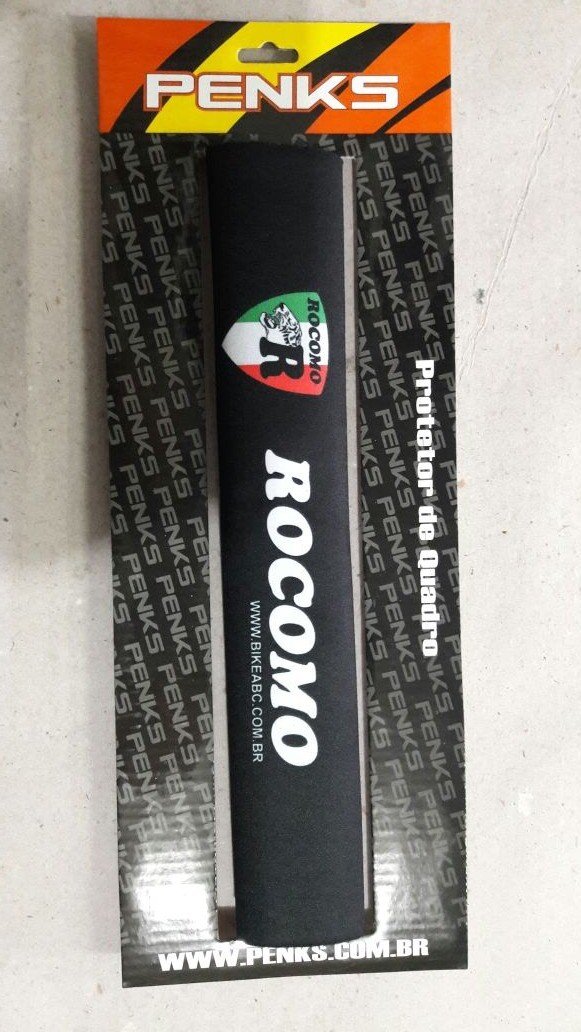 PENKS
ROCOMO
R
ROCOMO
WWW.BIKEABC.COM.BR
Protetor de Quadro
WWW.PENKS.COM.BR